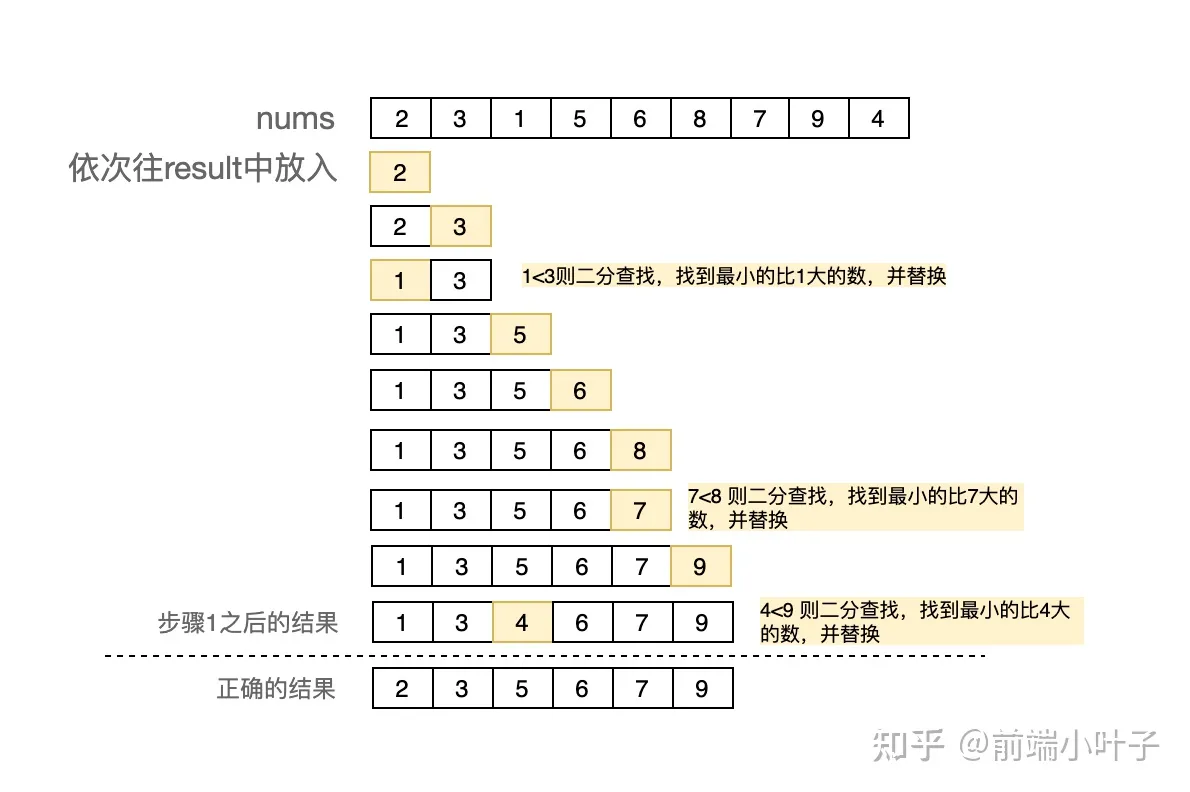 nums 2 3 1 5 6 8 7 9 4
依次往result中放入 2
2 3
1 3 1<3则二分查找，找到最小的比1大的数，并替换
1 3 5
1 3 5 6
1 3 5 6 8
1 3 5 6 7 7<8 则二分查找，找到最小的比7大的
数，并替换
1 3 5 6 7 9
步骤1之后的结果 1 3 4 6 7 9 4<9 则二分查找，找到最小的比4大
的数，并替换
正确的结果 2 3 5 6 7 9
知乎 @前端小叶子